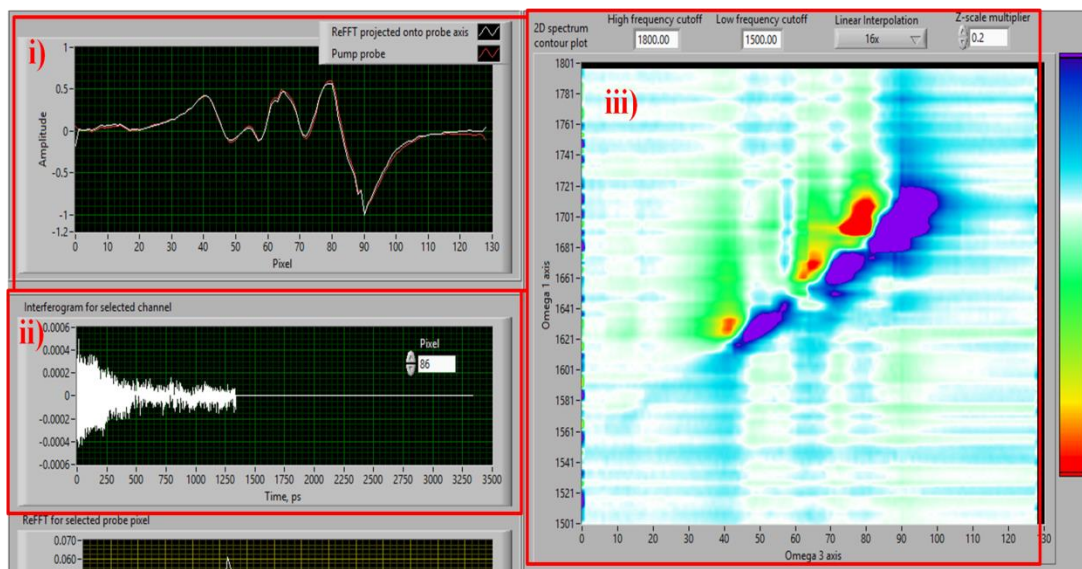 i)
ReFFT projected onto probe axis
Pump probe
1
0.5
0
-0.5
-1
-1.2
Amplitude
0 10 20 30 40 50 60 70 80 90 100 110 120 130
Pixel
Interferogram for selected channel
ii)
0.0006
0.0004
0.0002
0
-0.0002
-0.0004
-0.0006
Pixel
86
0 250 500 750 1000 1250 1500 1750 2000 2250 2500 2750 3000 3250 3500
Time, ps
ReFFT for selected probe pixel
0.070
0.060
2D spectrum
contour plot
High frequency cutoff
1800.00
Low frequency cutoff
1500.00
Linear Interpolation
16x
Z-scale multiplier
0.2
iii)
1801
1781
1761
1741
1721
1701
1681
1661
1641
1621
1601
1581
1561
1541
1521
1501
Omega 1 axis
0 10 20 30 40 50 60 70 80 90 100 110 120 130
Omega 3 axis